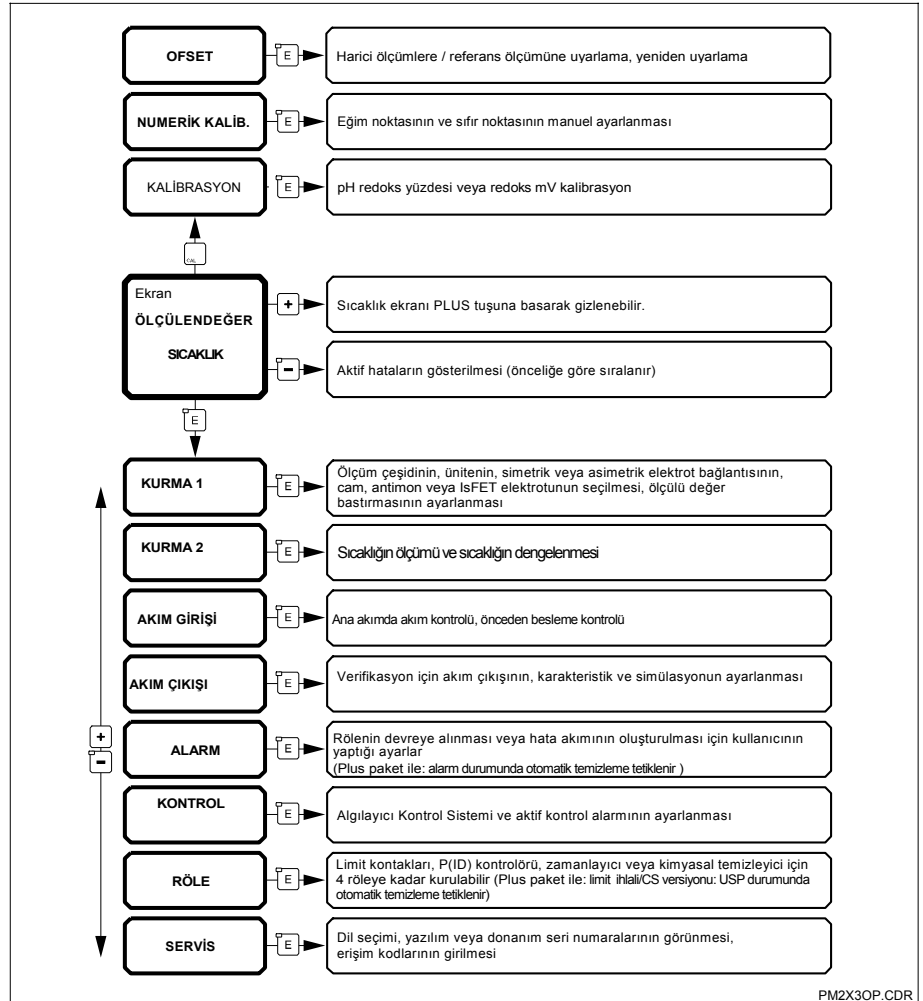 OFSET
E
Harici ölçümlere / referans ölçümüne uyarlama, yeniden uyarlama
NUMERİK KALİB.
E
Eğim noktasının ve sıfır noktasının manuel ayarlanması
KALİBRASYON
E
pH redoks yüzdesi veya redoks mV kalibrasyon
CAL
Ekran
ÖLÇÜLENDEĞER
SICAKLIK
+
Sıcaklık ekranı PLUS tuşuna basarak gizlenebilir.
-
Aktif hataların gösterilmesi (önceliğe göre sıralanır)
E
KURMA 1
E
Ölçüm çeşidinin, ünitenin, simetrik veya asimetrik elektrot bağlantısının,
cam, antimon veya IsFET elektrotunun seçilmesi, ölçülü değer
bastırmasının ayarlanması
KURMA 2
E
Sıcaklığın ölçümü ve sıcaklığın dengelenmesi
AKIM GİRİŞİ
E
Ana akımda akım kontrolü, önceden besleme kontrolü
AKIM ÇIKIŞI
E
Verifikasyon için akım çıkışının, karakteristik ve simülasyonun ayarlanması
+
-
ALARM
E
Rölenin devreye alınması veya hata akımının oluşturulması için kullanıcının
yaptığı ayarlar
(Plus paket ile: alarm durumunda otomatik temizleme tetiklenir )
KONTROL
E
Algılayıcı Kontrol Sistemi ve aktif kontrol alarmının ayarlanması
RÖLE
E
Limit kontakları, P(ID) kontrolörü, zamanlayıcı veya kimyasal temizleyici için
4 röleye kadar kurulabilir (Plus paket ile: limit ihlali/CS versiyonu: USP durumunda
otomatik temizleme tetiklenir)
SERVİS
E
Dil seçimi, yazılım veya donanım seri numaralarının görünmesi,
erişim kodlarının girilmesi
PM2X3OP.CDR